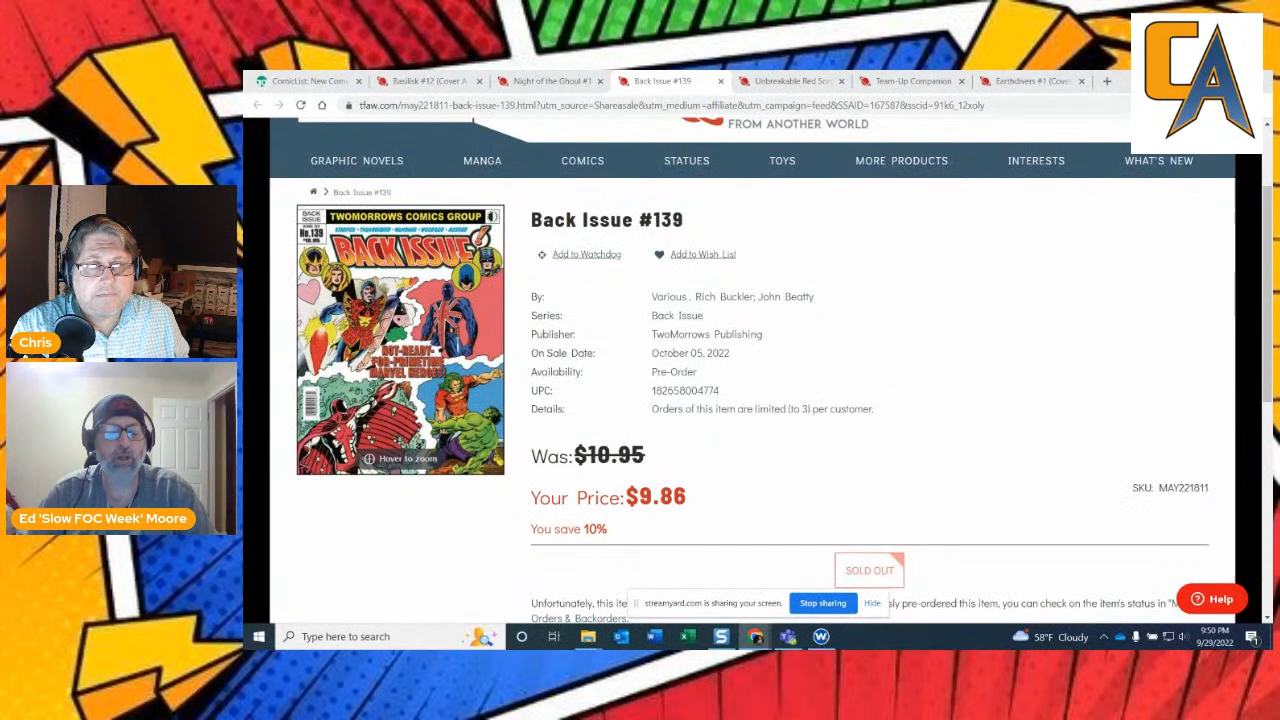 ComicList: New Com
Basilisk #12 (Cover A
Night of the Ghoul #1
Back Issue #139
Unbreakable Red Son
Team-Up Companion
Earthdivers #1 (Cove
CA
tfaw.com/may221811-back-issue-139.html?utm_source=Shareasale&utm_medium=affiliate&utm_campaign=feed&SSAID=167587&sscid=91k6_12xoly
FROM ANOTHER WORLD
GRAPHIC NOVELS MANGA COMICS STATUES TOYS MORE PRODUCTS INTERESTS WHAT'S NEW
Back Issue #139
BACK ISSUE
TWOMORROWS COMICS GROUP
No.139
$10.95
BACK ISSUE
NOT-READY-
FOR-PRIMETIME
MARVEL HEROES
Hover to zoom
Back Issue #139
Add to Watchdog Add to Wish List
By: Various , Rich Buckler; John Beatty
Series: Back Issue
Publisher: TwoMorrows Publishing
On Sale Date: October 05, 2022
Availability: Pre-Order
UPC: 182658004774
Details: Orders of this item are limited (to 3) per customer.
Was:$10.95
Your Price:$9.86
SKU: MAY221811
You save 10%
SOLD OUT
Unfortunately, this ite
sly pre-ordered this item, you can check on the item's status in "M
Orders & Backorders.
streamyard.com is sharing your screen. Stop sharing Hide
Help
Chris
Ed 'Slow FOC Week' Moore
Type here to search
58°F Cloudy
9:50 PM
9/29/2022